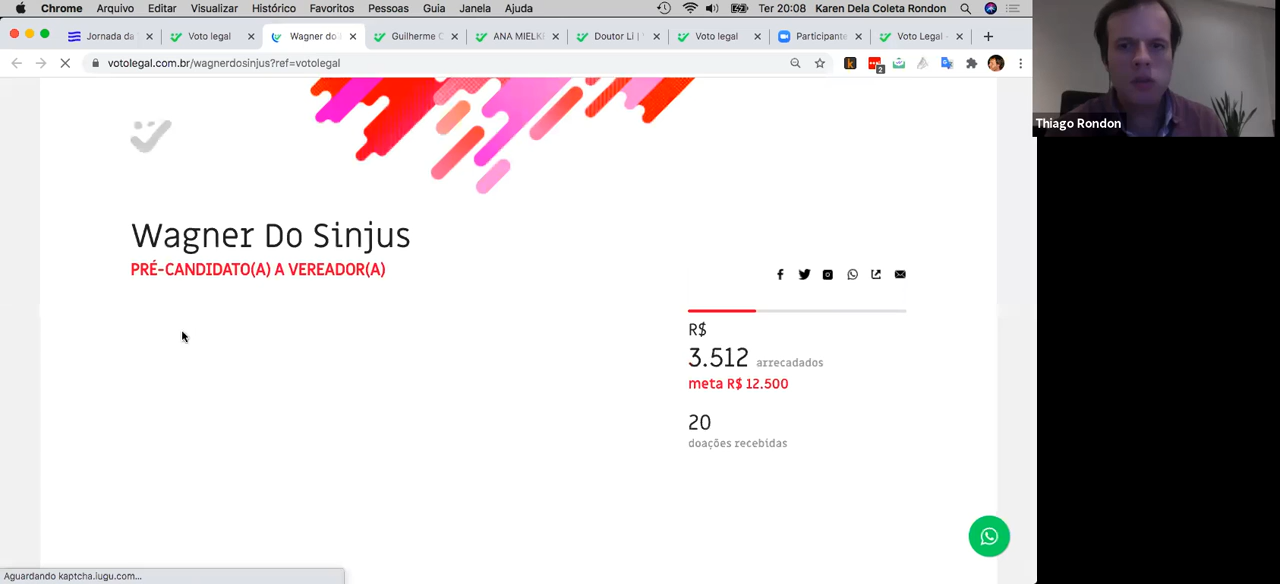 Chrome Arquivo Editar Visualizar Histórico Favoritos Pessoas Guia Janela Ajuda Ter 20:08 Karen Dela Coleta Rondon
Jornada da Voto legal Wagner do Guilherme C ANA MIELKI Doutor Li | Voto legal Participante Voto Legal -
votolegal.com.br/wagnerdosinjus?ref=votolegal
2
Thiago Rondon
Wagner Do Sinjus
PRÉ-CANDIDATO(A) A VEREADOR(A)
R$
3.512 arrecadados
meta R$ 12.500
20
doações recebidas
Aguardando kaptcha.iugu.com...